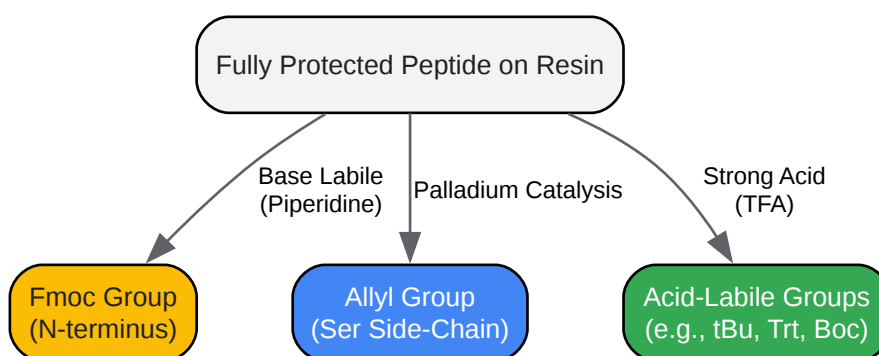 Fully Protected Peptide on Resin
Base Labile
(Piperidine)
Palladium Catalysis
Strong Acid
(TFA)
Fmoc Group
(N-terminus)
Allyl Group
(Ser Side-Chain)
Acid-Labile Groups
(e.g., tBu, Trt, Boc)